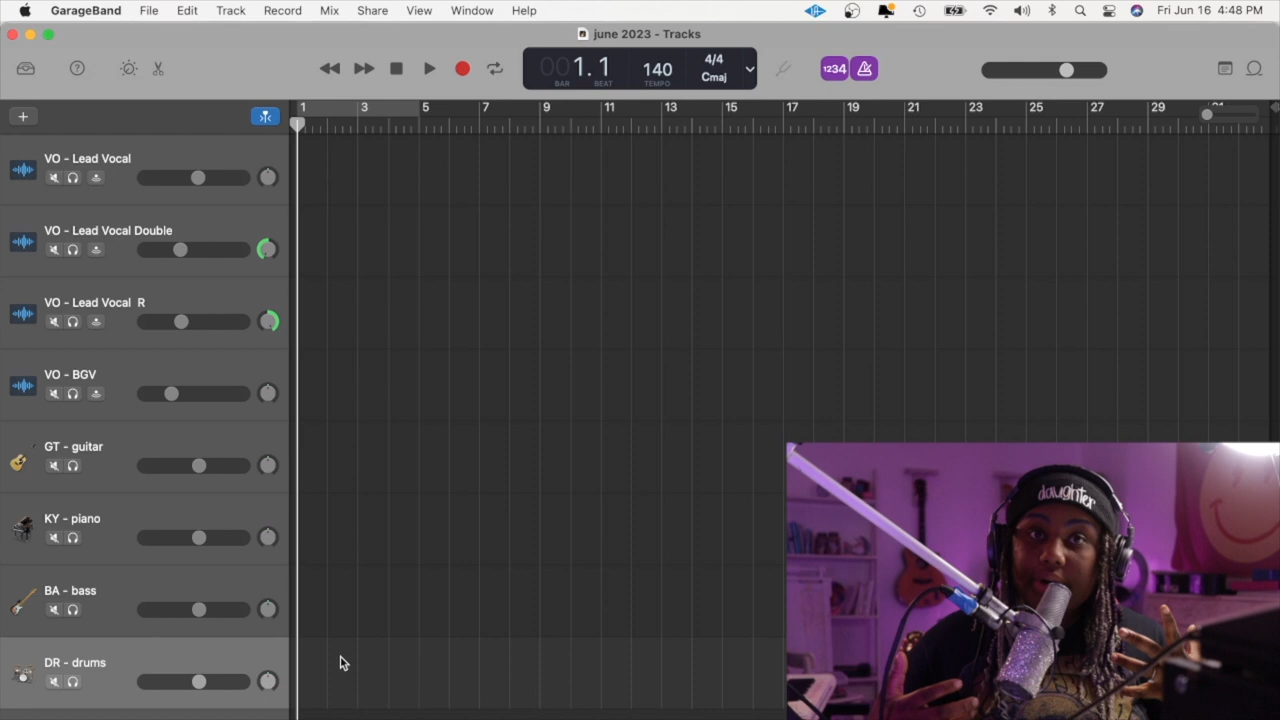 GarageBand File Edit Track Record Mix Share View Window Help Fri Jun 16 4:48 PM
june 2023 - Tracks
001.1 140 4/4
Cmaj
BAR BEAT TEMPO
1234
1 3 5 7 9 11 13 15 17 19 21 23 25 27 29 31
VO - Lead Vocal
VO - Lead Vocal Double
VO - Lead Vocal R
VO - BGV
GT - guitar
KY - piano
BA - bass
DR - drums
daughter